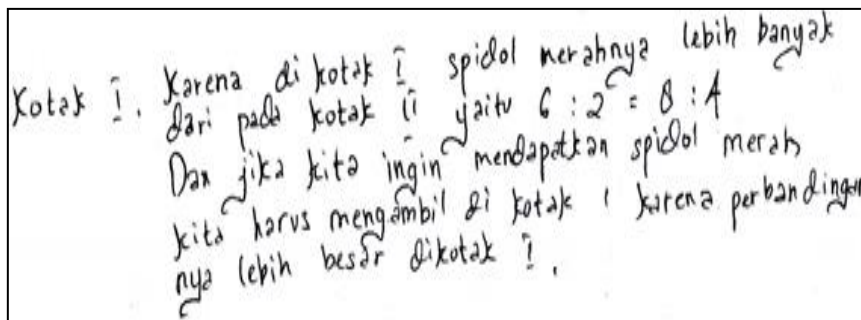 Kotak I. Karena di kotak I spidol merahnya lebih banyak
dari pada kotak II yaitu 6 : 2 = 8 : 4
Dan jika kita ingin mendapatkan spidol merah
kita harus mengambil di kotak I karena perbandingan
nya lebih besar dikotak I.